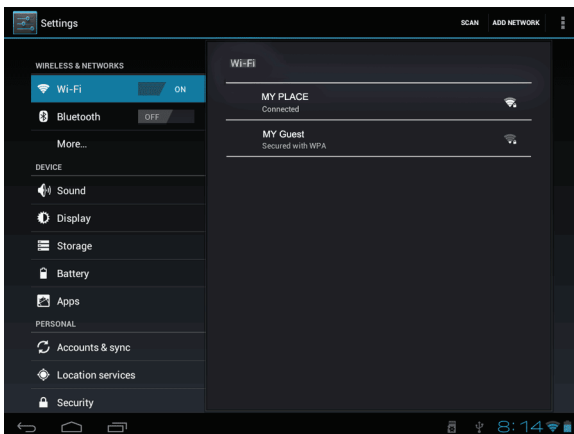 Settings
SCAN ADD NETWORK
WIRELESS & NETWORKS
Wi-Fi ON
Bluetooth OFF
More...
DEVICE
Sound
Display
Storage
Battery
Apps
PERSONAL
Accounts & sync
Location services
Security
Wi-Fi
MY PLACE
Connected
MY Guest
Secured with WPA
8:14